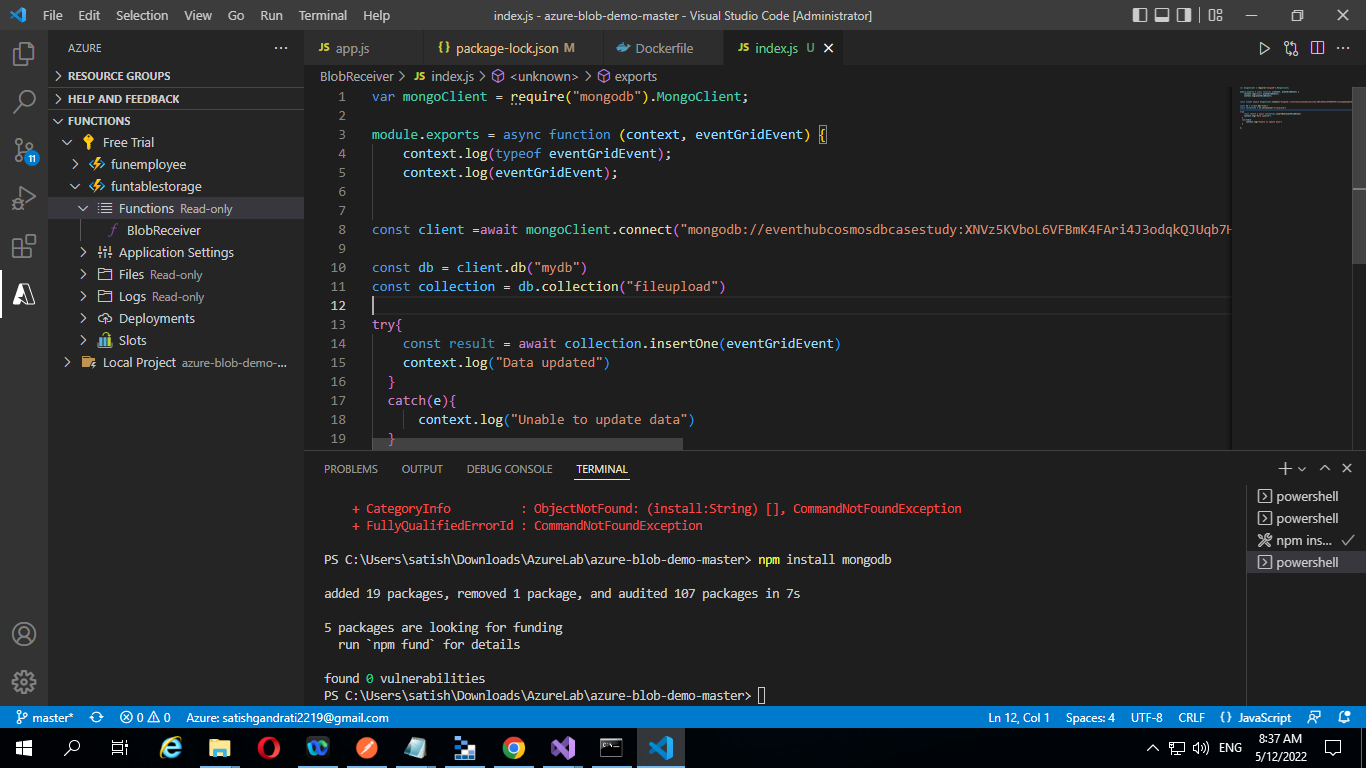 File Edit Selection View Go Run Terminal Help index.js - azure-blob-demo-master - Visual Studio Code [Administrator]
AZURE ...
RESOURCE GROUPS
HELP AND FEEDBACK
FUNCTIONS
Free Trial
funemployee
funtablestorage
Functions Read-only
BlobReceiver
Application Settings
Files Read-only
Logs Read-only
Deployments
Slots
Local Project azure-blob-demo-...
11
JS app.js {} package-lock.json M Dockerfile JS index.js U
BlobReceiver > JS index.js > <unknown> > exports
1 var mongoClient = require("mongodb").MongoClient;
2
3 module.exports = async function (context, eventGridEvent) {
4 context.log(typeof eventGridEvent);
5 context.log(eventGridEvent);
6
7
8 const client =await mongoClient.connect("mongodb://eventhubcosmosdbcasestudy:XNVz5KVboL6VFBmK4FAri4J3odqkQJUqb7H
9
10 const db = client.db("mydb")
11 const collection = db.collection("fileupload")
12
13 try{
14 const result = await collection.insertOne(eventGridEvent)
15 context.log("Data updated")
16 }
17 catch(e){
18 context.log("Unable to update data")
19 }
PROBLEMS OUTPUT DEBUG CONSOLE TERMINAL
+ CategoryInfo : ObjectNotFound: (install:String) [], CommandNotFoundException
+ FullyQualifiedErrorId : CommandNotFoundException
PS C:\Users\satish\Downloads\AzureLab\azure-blob-demo-master> npm install mongodb
added 19 packages, removed 1 package, and audited 107 packages in 7s
5 packages are looking for funding
run `npm fund` for details
found 0 vulnerabilities
PS C:\Users\satish\Downloads\AzureLab\azure-blob-demo-master>
powershell
powershell
npm ins...
powershell
master* 0 0 Azure: satishgandrati2219@gmail.com Ln 12, Col 1 Spaces: 4 UTF-8 CRLF {} JavaScript
ENG 8:37 AM
5/12/2022